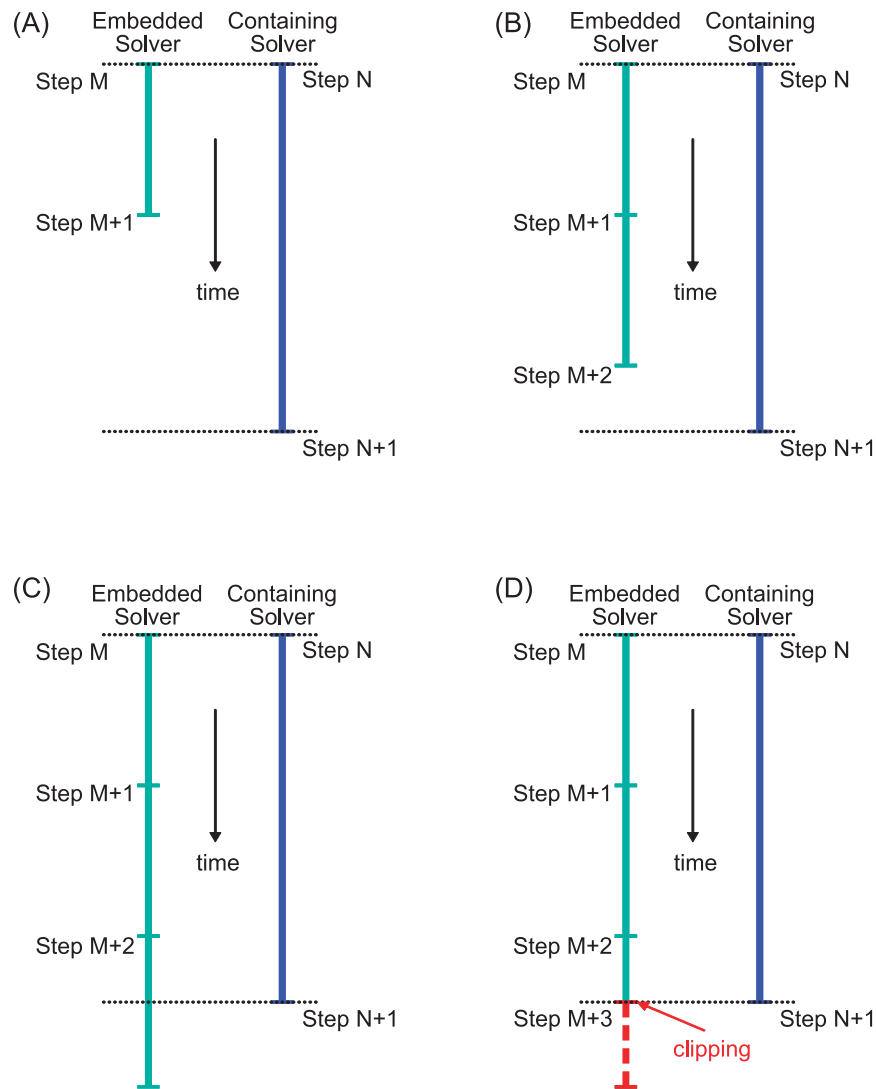 (A)
Embedded Solver
Containing Solver
Step M
Step N
Step M+1
time
Step N+1
(B)
Embedded Solver
Containing Solver
Step M
Step N
Step M+1
time
Step M+2
Step N+1
(C)
Embedded Solver
Containing Solver
Step M
Step N
Step M+1
time
Step M+2
Step N+1
(D)
Embedded Solver
Containing Solver
Step M
Step N
Step M+1
time
Step M+2
Step M+3
Step N+1
clipping